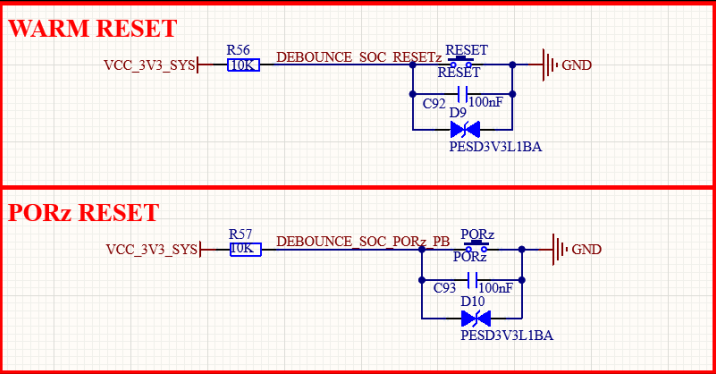 WARM RESET
VCC_3V3_SYS
R56
10K
DEBOUNCE_SOC_RESETz
RESET
RESET
GND
C92
100nF
D9
PESD3V3L1BA
PORz RESET
VCC_3V3_SYS
R57
10K
DEBOUNCE_SOC_PORz_PB
PORz
PORz
GND
C93
100nF
D10
PESD3V3L1BA